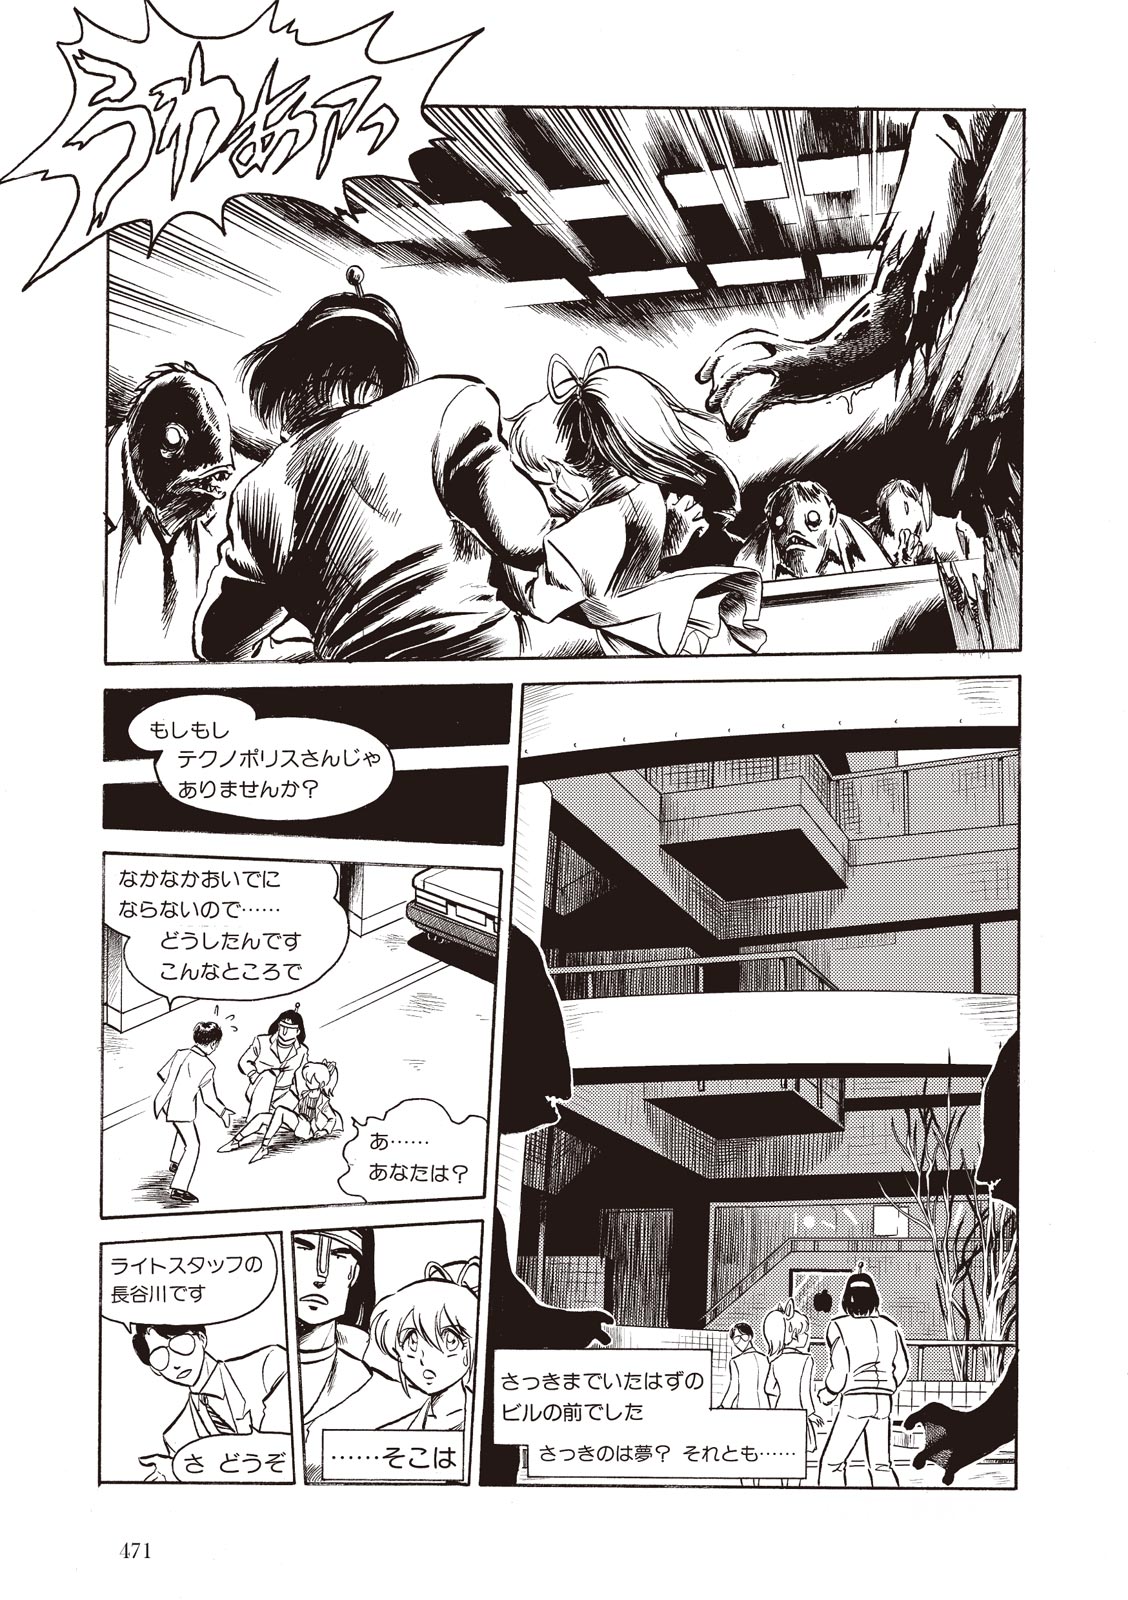 うわあァっ
もしもし
テクノポリスさんじゃ
ありませんか？
なかなかおいでに
ならないので……
どうしたんです
こんなところで
あ……
あなたは？
ライトスタッフの
長谷川です
さ どうぞ
……そこは
さっきまでいたはずの
ビルの前でした
さっきのは夢？ それとも……
471